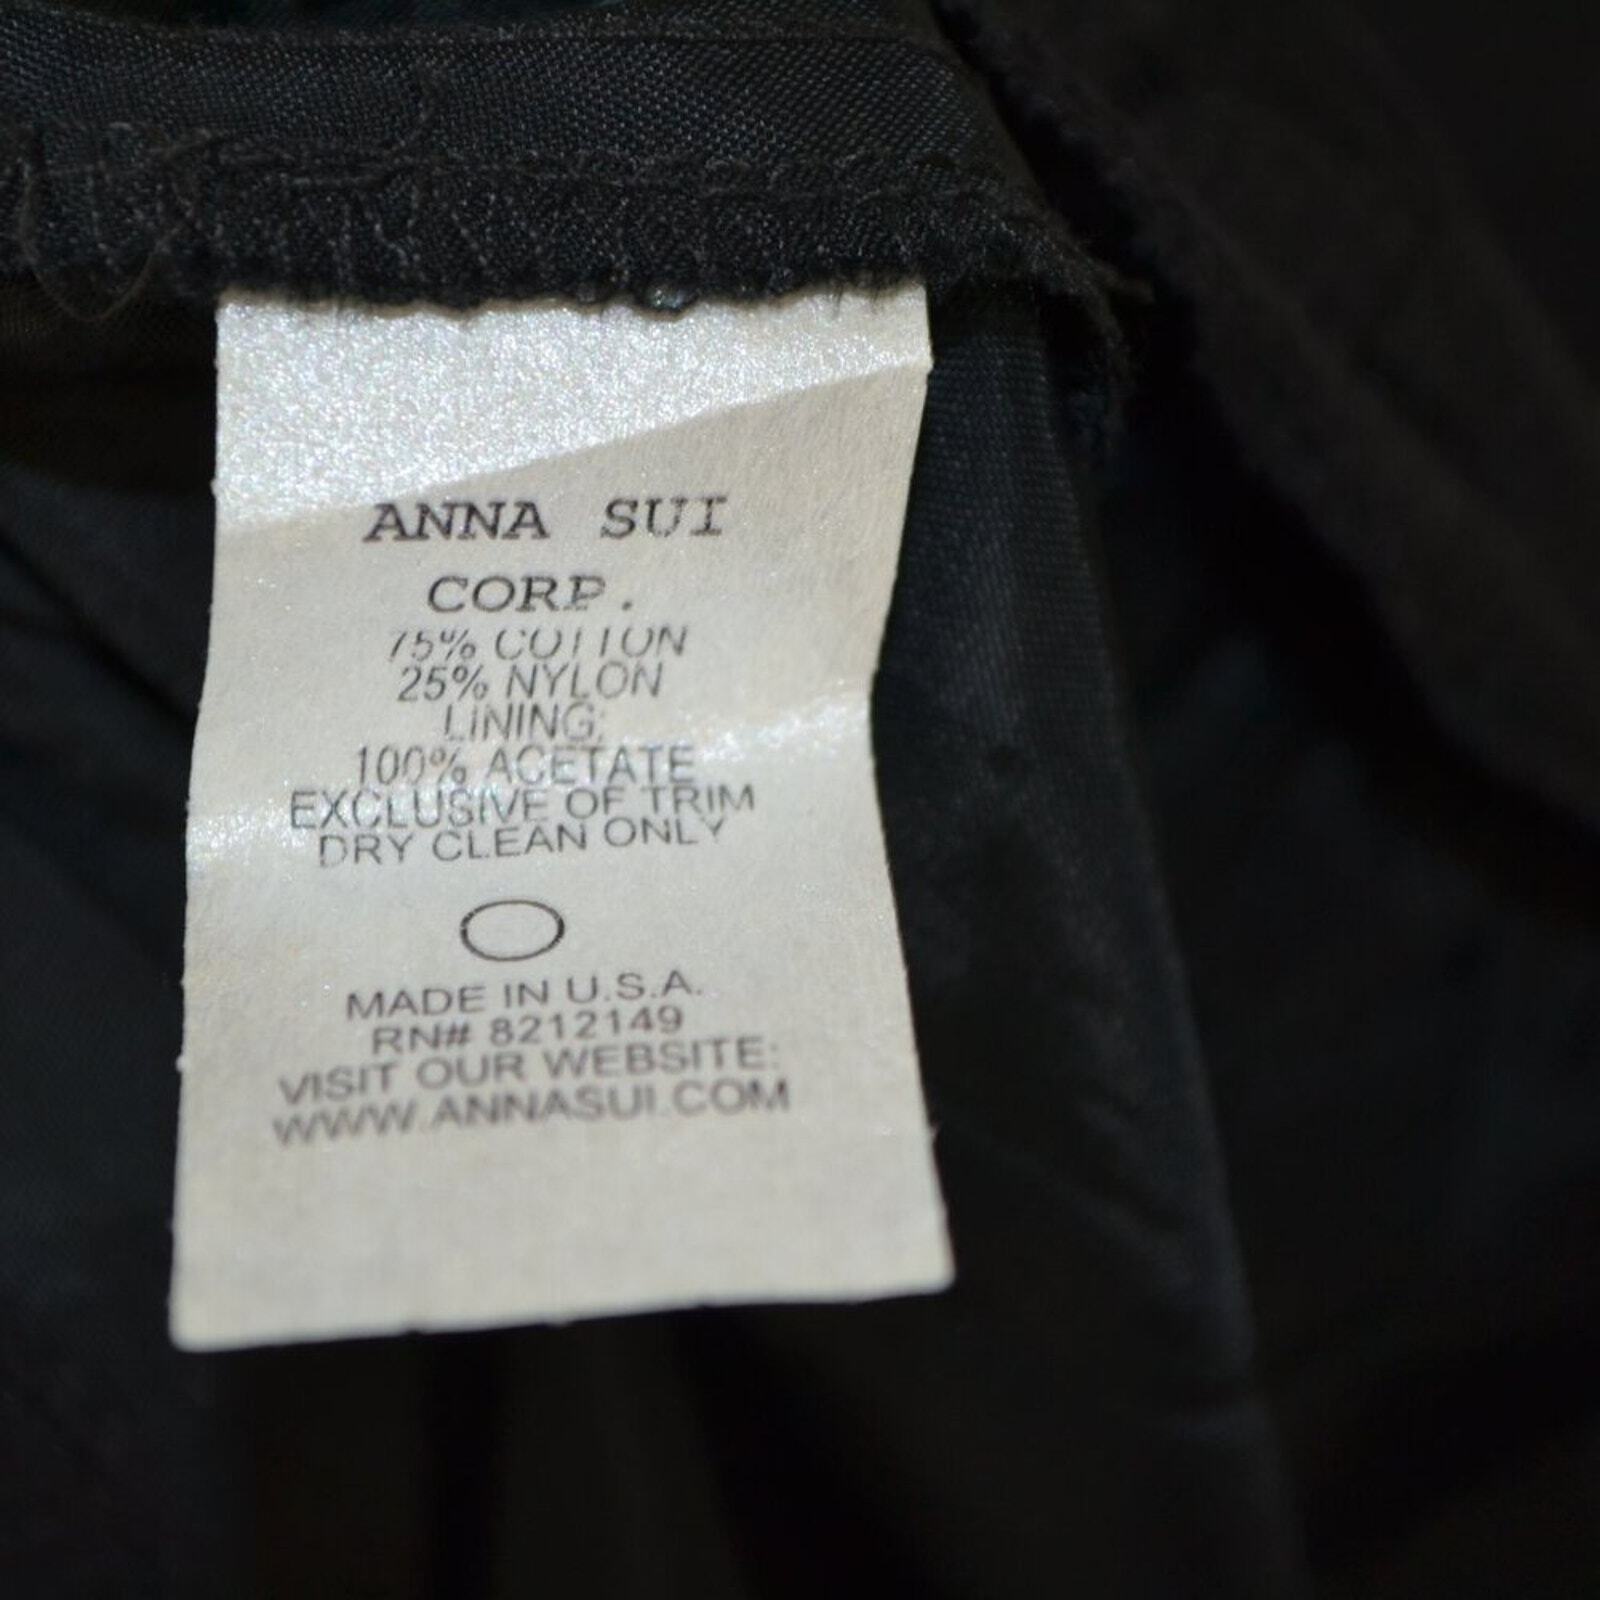 ANNA SUI
CORP.
75% COTTON
25% NYLON
LINING:
100% ACETATE
EXCLUSIVE OF TRIM
DRY CLEAN ONLY
MADE IN U.S.A.
RN# 8212149
VISIT OUR WEBSITE:
WWW.ANNASUI.COM